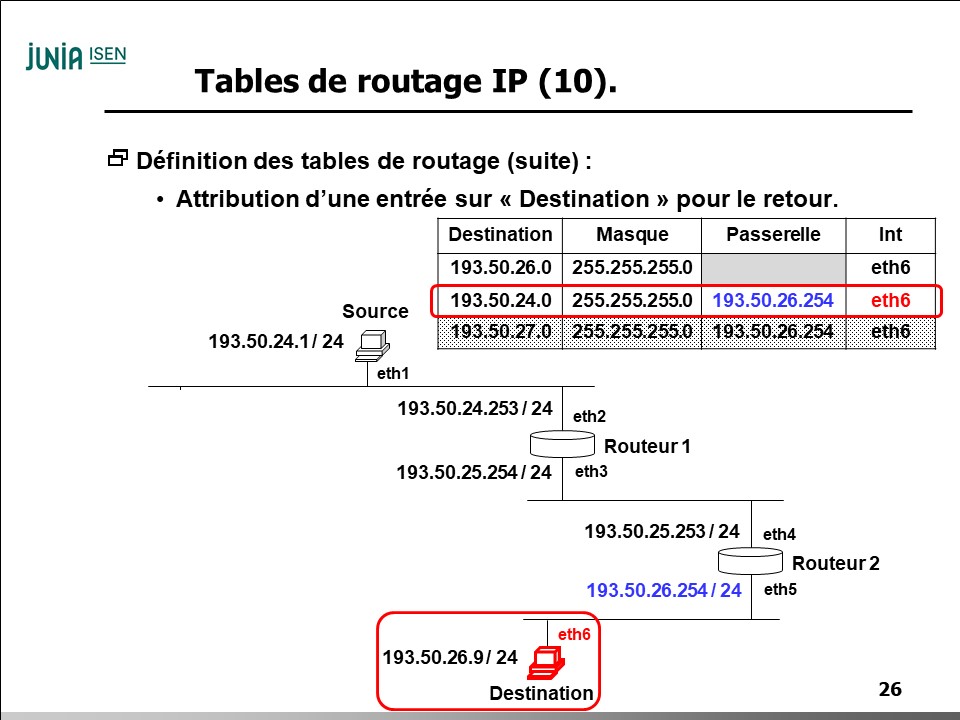 JUNIA ISEN
Tables de routage IP (10).
Définition des tables de routage (suite) :
• Attribution d’une entrée sur « Destination » pour le retour.
Destination Masque Passerelle Int
193.50.26.0 255.255.255.0 eth6
193.50.24.0 255.255.255.0 193.50.26.254 eth6
193.50.27.0 255.255.255.0 193.50.26.254 eth6
Source
193.50.24.1 / 24
eth1
193.50.24.253 / 24
eth2
Routeur 1
193.50.25.254 / 24
eth3
193.50.25.253 / 24
eth4
Routeur 2
193.50.26.254 / 24
eth5
eth6
193.50.26.9 / 24
Destination
26